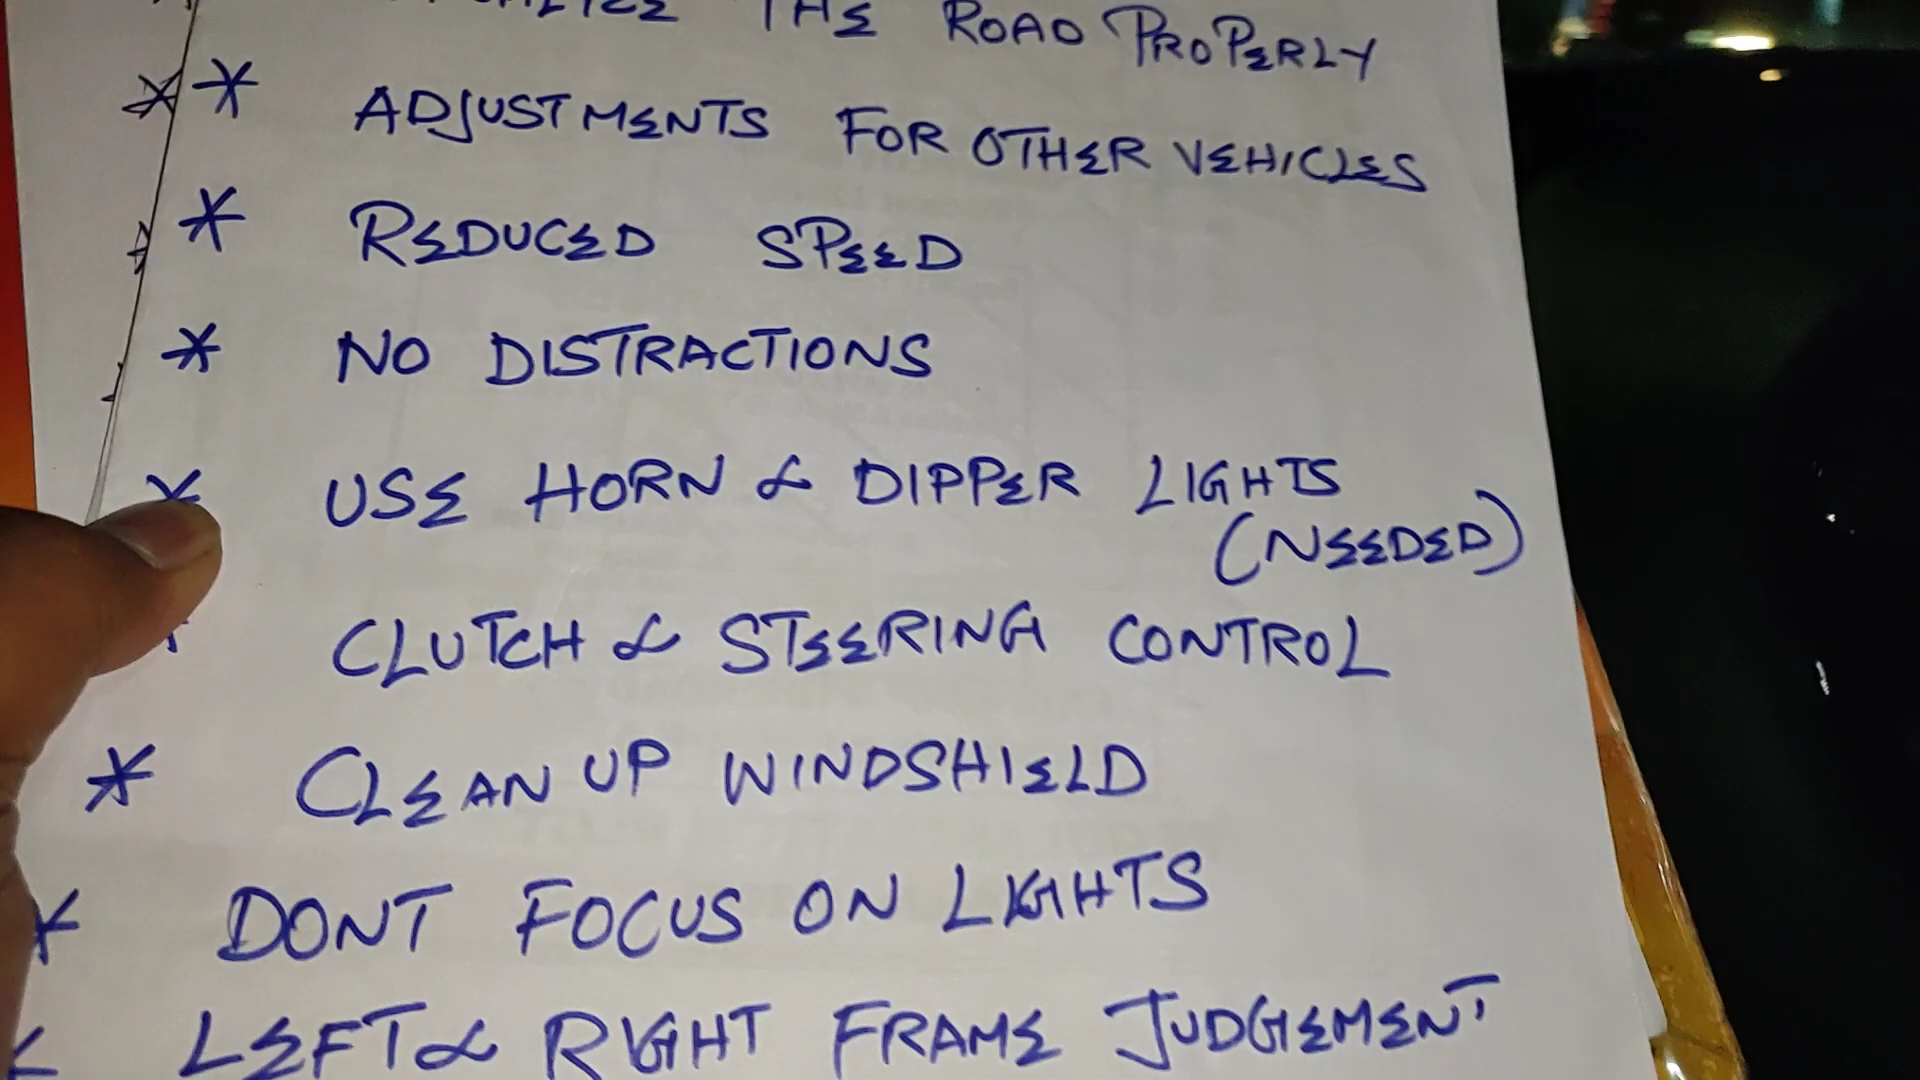 THE ROAD PROPERLY
** ADJUSTMENTS FOR OTHER VEHICLES
* REDUCED SPEED
* NO DISTRACTIONS
* USE HORN & DIPPER LIGHTS
(NEEDED)
CLUTCH & STEERING CONTROL
* CLEAN UP WINDSHIELD
* DONT FOCUS ON LIGHTS
* LEFT & RIGHT FRAME JUDGEMENT